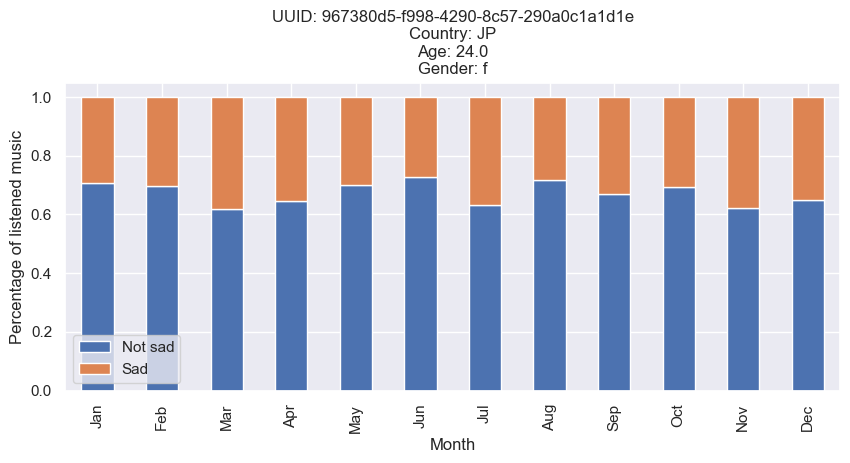 UUID: 967380d5-f998-4290-8c57-290a0c1a1d1e
Country: JP
Age: 24.0
Gender: f
Percentage of listened music
1.0
0.8
0.6
0.4
0.2
0.0
Not sad
Sad
Jan Feb Mar Apr May Jun Jul Aug Sep Oct Nov Dec
Month